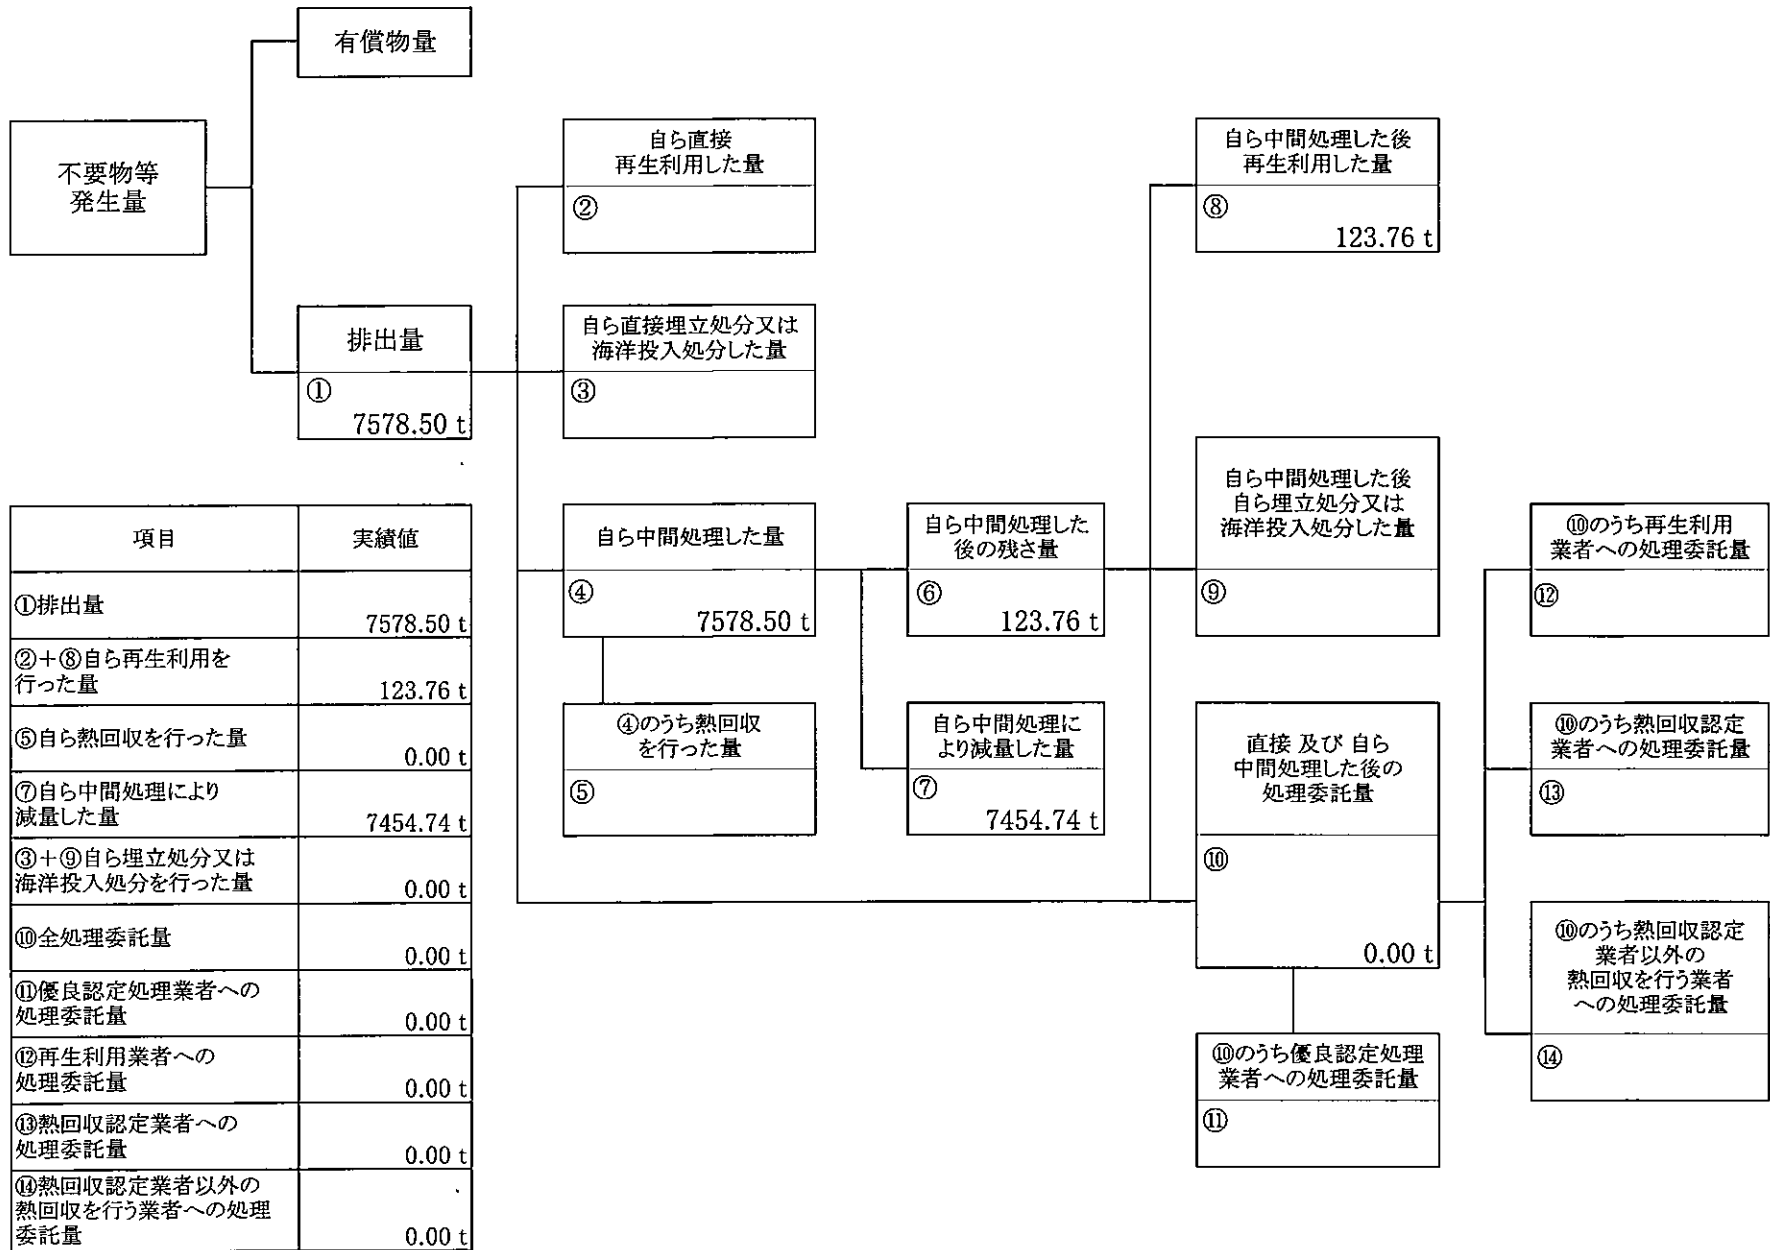 有償物量
不要物等
発生量
排出量
①
7578.50 t
自ら直接
再生利用した量
②
自ら直接埋立処分又は
海洋投入処分した量
③
自ら中間処理した量
④
7578.50 t
④のうち熱回収
を行った量
⑤
自ら中間処理した
後の残さ量
⑥
123.76 t
自ら中間処理に
より減量した量
⑦
7454.74 t
自ら中間処理した後
再生利用した量
⑧
123.76 t
自ら中間処理した後
自ら埋立処分又は
海洋投入処分した量
⑨
直接 及び 自ら
中間処理した後の
処理委託量
⑩
0.00 t
⑩のうち優良認定処理
業者への処理委託量
⑪
⑩のうち再生利用
業者への処理委託量
⑫
⑩のうち熱回収認定
業者への処理委託量
⑬
⑩のうち熱回収認定
業者以外の
熱回収を行う業者
への処理委託量
⑭
項目 実績値
①排出量
7578.50 t
②+⑧自ら再生利用を
行った量
123.76 t
⑤自ら熱回収を行った量
0.00 t
⑦自ら中間処理により
減量した量
7454.74 t
③+⑨自ら埋立処分又は
海洋投入処分を行った量
0.00 t
⑩全処理委託量
0.00 t
⑪優良認定処理業者への
処理委託量
0.00 t
⑫再生利用業者への
処理委託量
0.00 t
⑬熱回収認定業者への
処理委託量
0.00 t
⑭熱回収認定業者以外の
熱回収を行う業者への処理
委託量
0.00 t